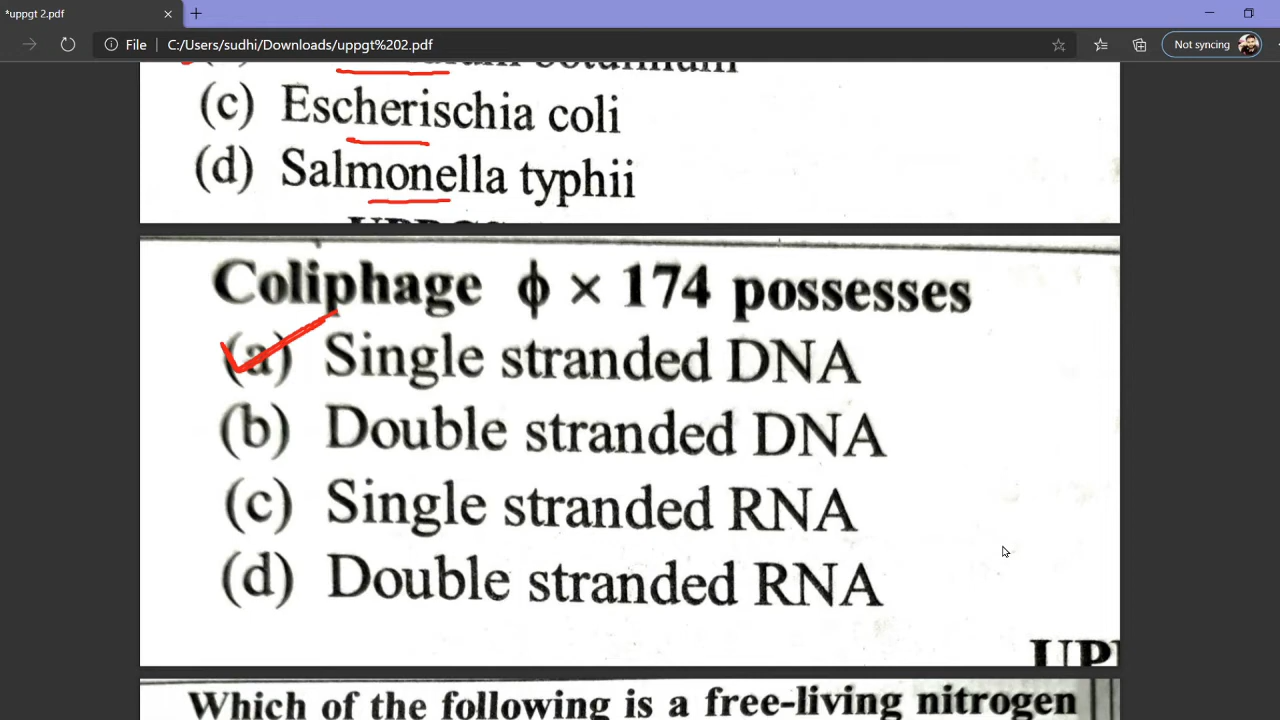 *uppgt 2.pdf
File C:/Users/sudhi/Downloads/uppgt%202.pdf Not syncing
botulinum
(c) Escherischia coli
(d) Salmonella typhii
Coliphage ϕ × 174 possesses
(a) Single stranded DNA
(b) Double stranded DNA
(c) Single stranded RNA
(d) Double stranded RNA
Which of the following is a free-living nitrogen